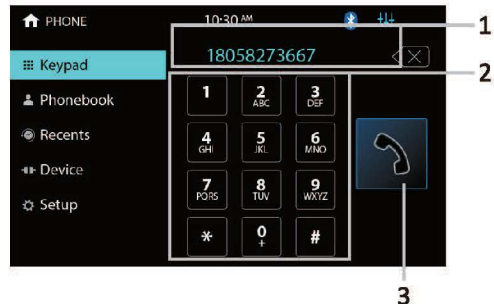 PHONE 10:30 AM
1
18058273667
Keypad
2
1 2 ABC 3 DEF
Phonebook
Recents
4 GHI 5 JKL 6 MNO
Device
7 PQRS 8 TUV 9 WXYZ
Setup
* 0 + #
3